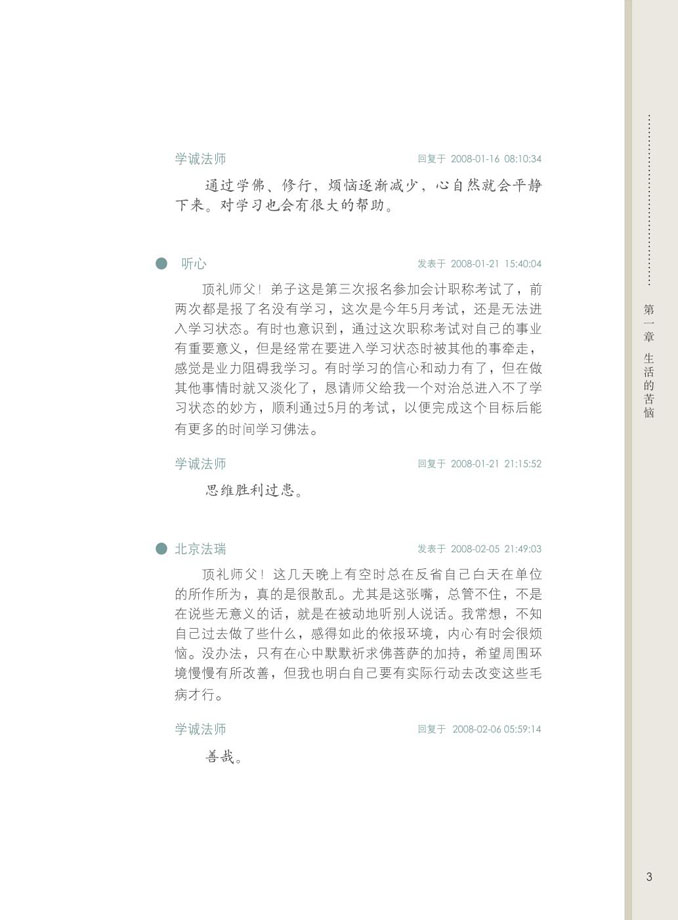 学诚法师 回复于 2008-01-16 08:10:34
通过学佛、修行，烦恼逐渐减少，心自然就会平静
下来。对学习也会有很大的帮助。
听心 发表于 2008-01-21 15:40:04
顶礼师父！弟子这是第三次报名参加会计职称考试了，前
两次都是报了名没有学习，这次是今年5月考试，还是无法进
入学习状态。有时也意识到，通过这次职称考试对自己的事业
有重要意义，但是经常在要进入学习状态时被其他的事牵走，
感觉是业力阻碍我学习。有时学习的信心和动力有了，但在做
其他事情时就又淡化了，恳请师父给我一个对治总进入不了学
习状态的妙方，顺利通过5月的考试，以便完成这个目标后能
有更多的时间学习佛法。
学诚法师 回复于 2008-01-21 21:15:52
思维胜利过患。
北京法瑞 发表于 2008-02-05 21:49:03
顶礼师父！这几天晚上有空时总在反省自己白天在单位
的所作所为，真的是很散乱。尤其是这张嘴，总管不住，不是
在说些无意义的话，就是在被动地听别人说话。我常想，不知
自己过去做了些什么，感得如此的依报环境，内心有时会很烦
恼。没办法，只有在心中默默祈求佛菩萨的加持，希望周围环
境慢慢有所改善，但我也明白自己要有实际行动去改变这些毛
病才行。
学诚法师 回复于 2008-02-06 05:59:14
善哉。
第一章 生活的苦恼
3